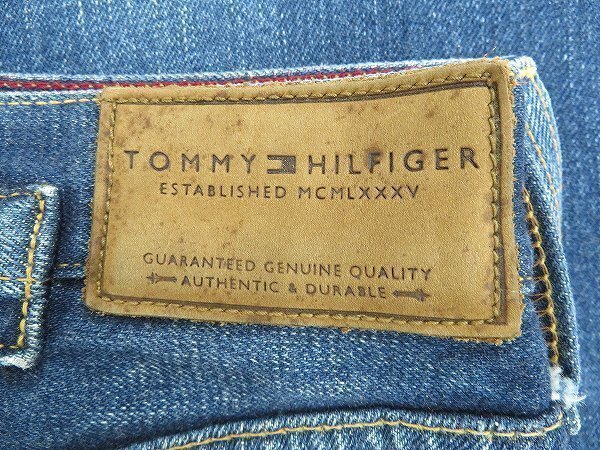 TOMMY HILFIGER
ESTABLISHED MCMLXXXV
GUARANTEED GENUINE QUALITY
AUTHENTIC & DURABLE